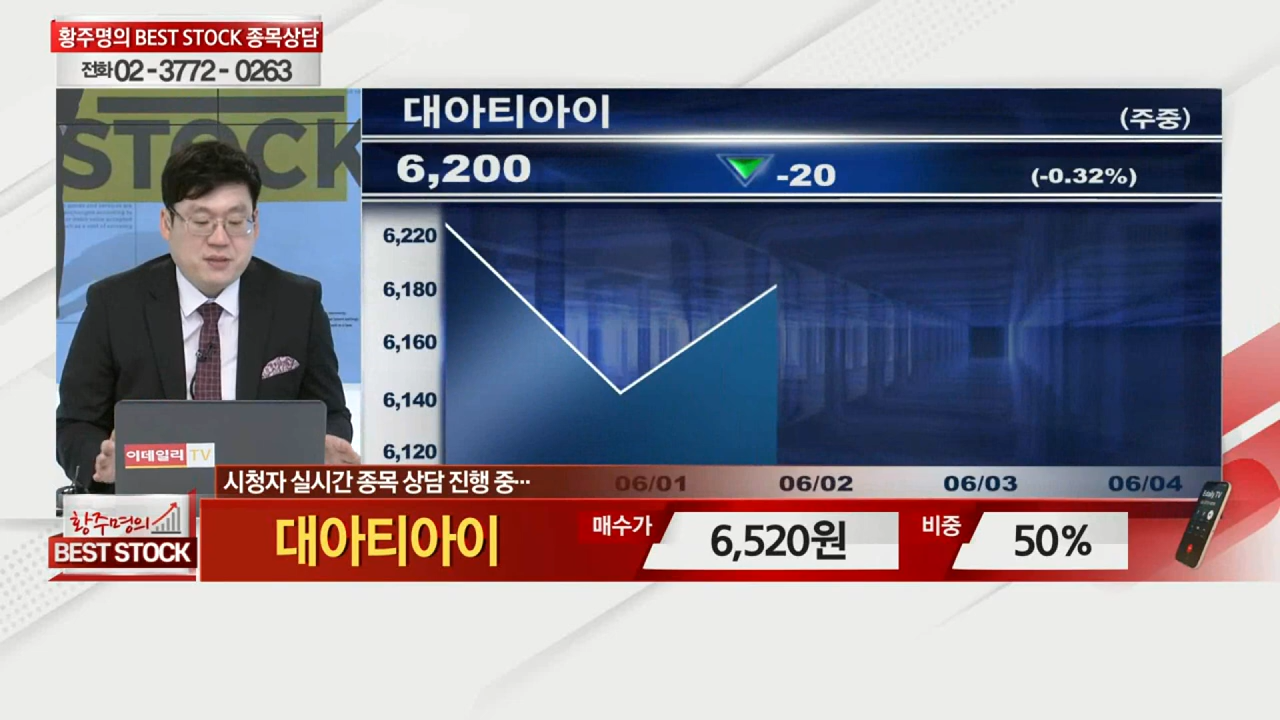 황주명의 BEST STOCK 종목상담
전화 02-3772-0263
STOCK
대아티아이
(주중)
6,200
-20
(-0.32%)
6,220
6,180
6,160
6,140
6,120
06/01
06/02
06/03
06/04
이데일리 TV
시청자 실시간 종목 상담 진행 중...
황주명의
BEST STOCK
대아티아이
매수가
6,520원
비중
50%